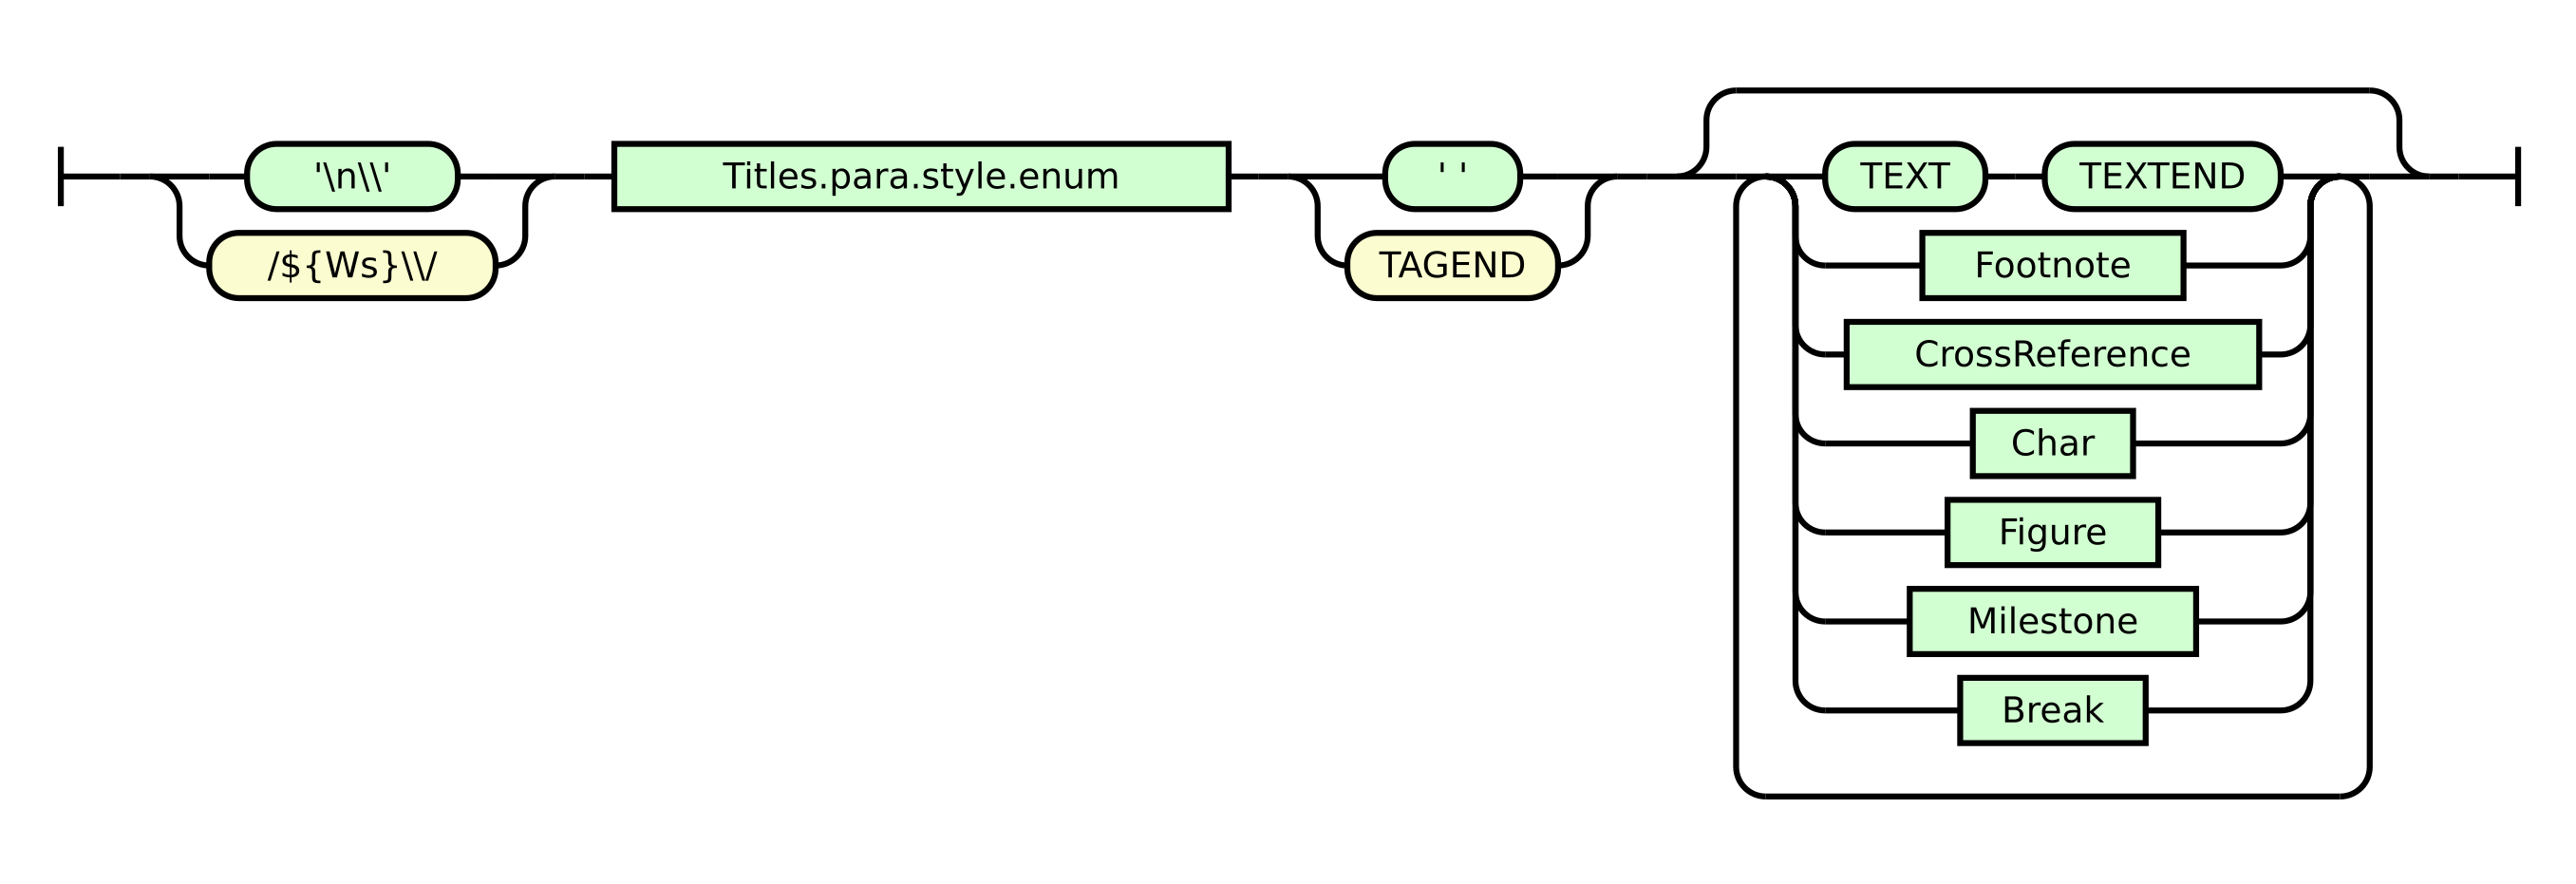 '\n\\'
Titles.para.style.enum
' '
TEXT
TEXTEND
/${Ws}\\/
TAGEND
Footnote
CrossReference
Char
Figure
Milestone
Break